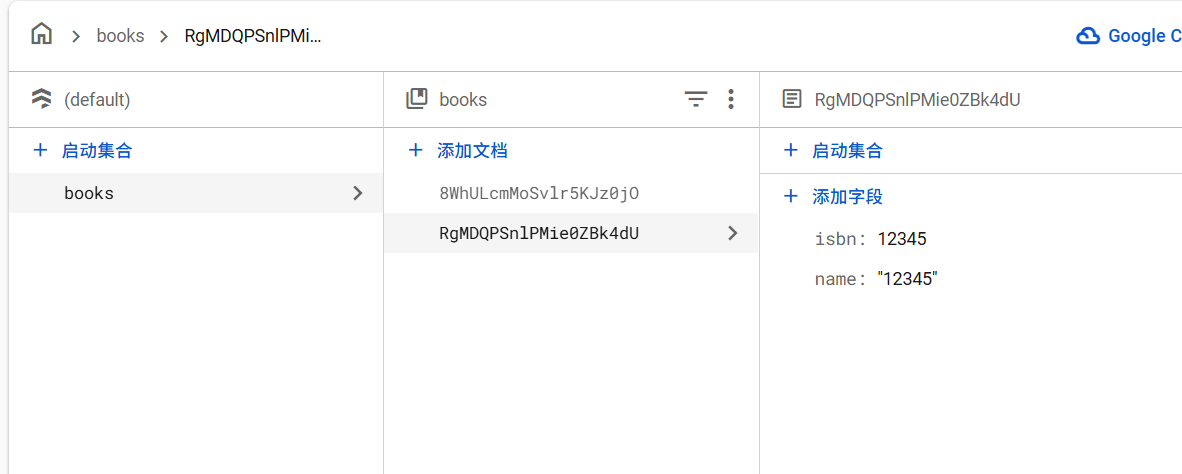 books
RgMDQPSnlPMi...
Google C
(default)
books
RgMDQPSnlPMie0ZBk4dU
+ 启动集合
+ 添加文档
+ 启动集合
books
8WhULcmMoSvlr5KJz0jO
+ 添加字段
RgMDQPSnlPMie0ZBk4dU
isbn: 12345
name: "12345"